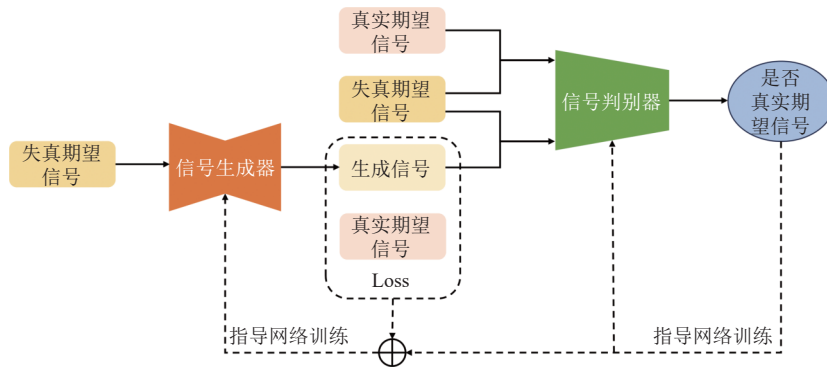 真实期望
信号
失真期望
信号
失真期望
信号
信号生成器
生成信号
真实期望
信号
Loss
信号判别器
是否
真实期
望信号
指导网络训练
指导网络训练